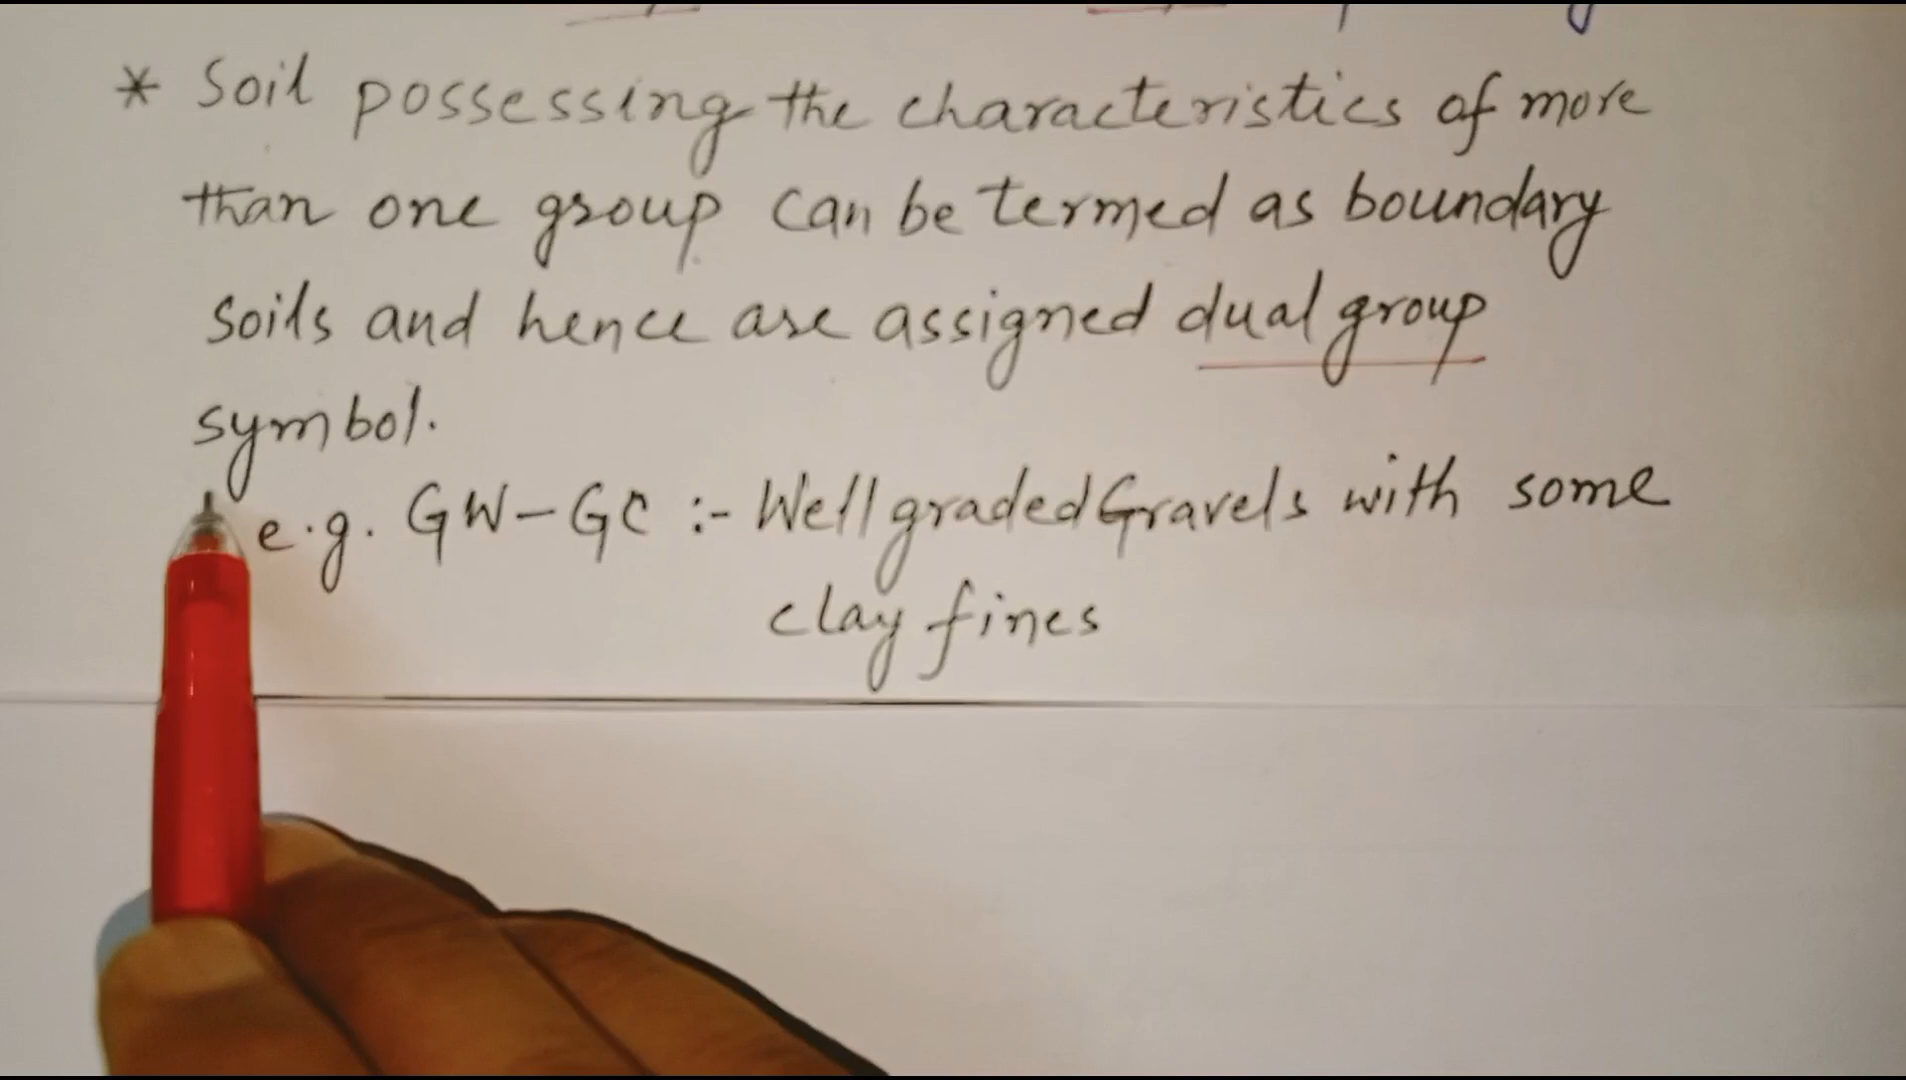 * Soil possessing the characteristics of more
than one group can be termed as boundary
soils and hence are assigned dual group
symbol.
e.g. GW-GC :- Well graded Gravels with some
clay fines